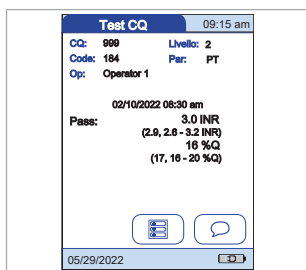 Test CQ 09:15 am
CQ: 999 Livello: 2
Code: 184 Par: PT
Op: Operator 1
02/10/2022 08:30 am
Pass: 3.0 INR
(2.9, 2.6 - 3.2 INR)
16 %Q
(17, 16 - 20 %Q)
05/29/2022